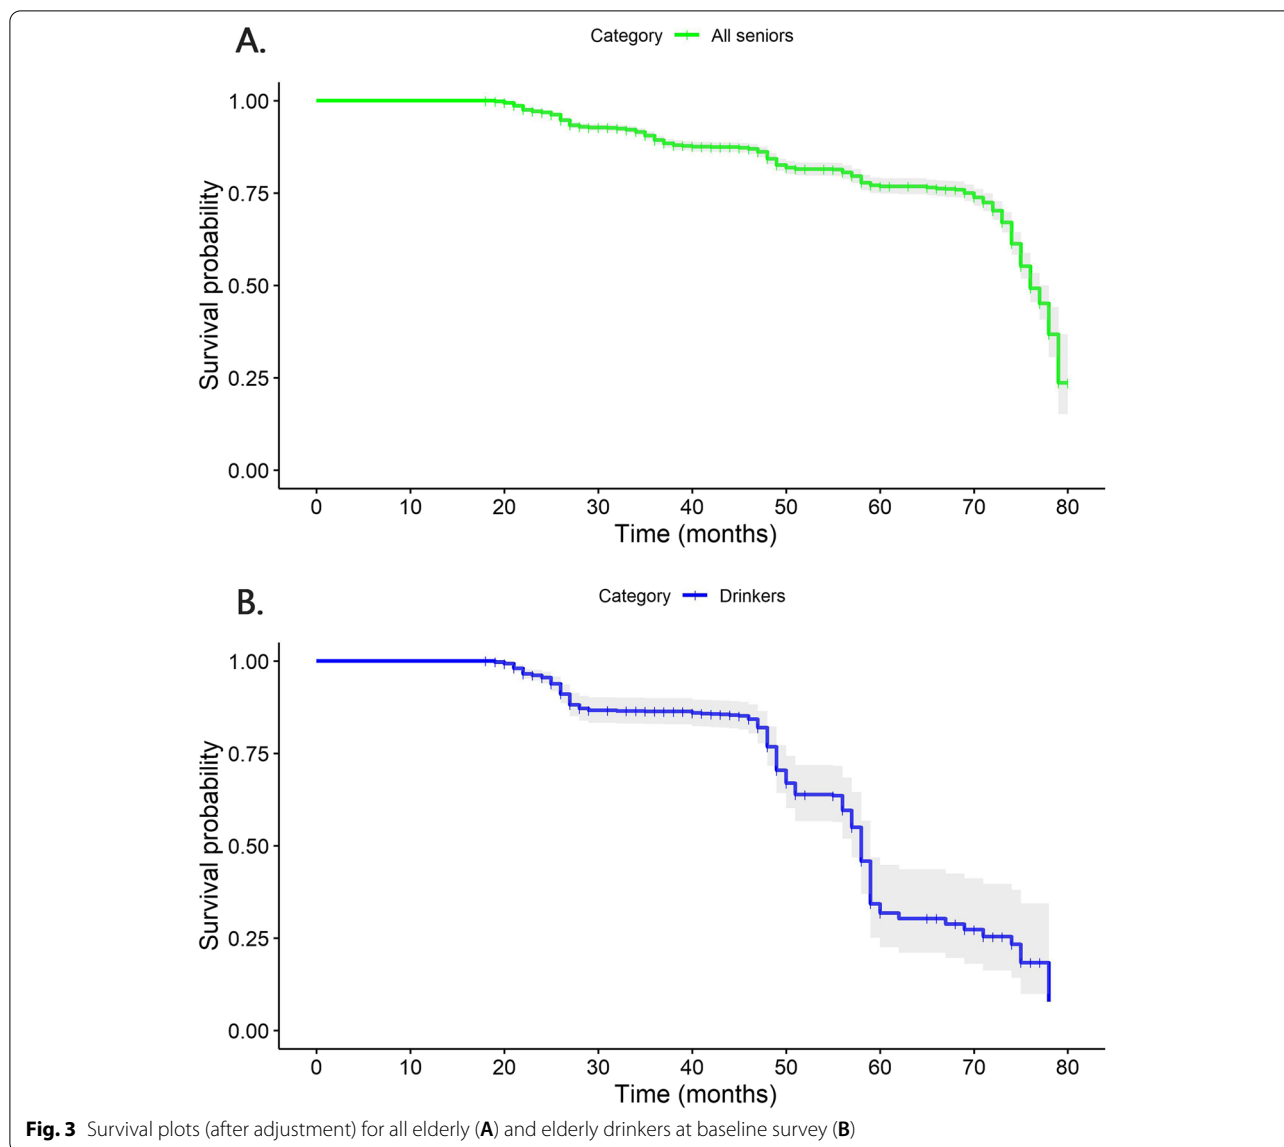 A.
Category All seniors
1.00
0.75
0.50
0.25
0.00
Survival probability
0 10 20 30 40 50 60 70 80
Time (months)
B.
Category Drinkers
1.00
0.75
0.50
0.25
0.00
Survival probability
0 10 20 30 40 50 60 70 80
Time (months)
Fig. 3 Survival plots (after adjustment) for all elderly (A) and elderly drinkers at baseline survey (B)